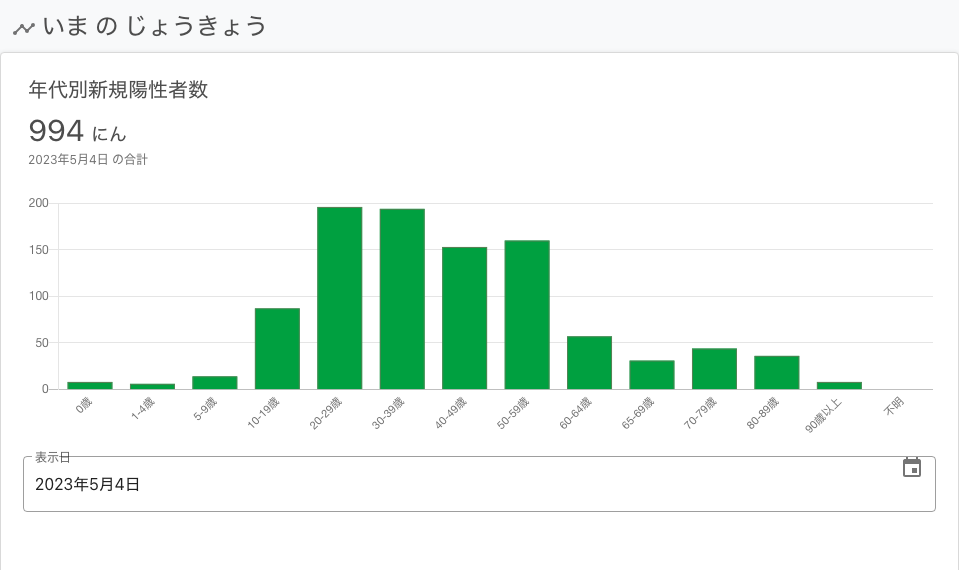 いま の じょうきょう
年代別新規陽性者数
994 にん
2023年5月4日 の合計
200
150
100
50
0
0歳
1-4歳
5-9歳
10-19歳
20-29歳
30-39歳
40-49歳
50-59歳
60-64歳
65-69歳
70-79歳
80-89歳
90歳以上
不明
表示日
2023年5月4日